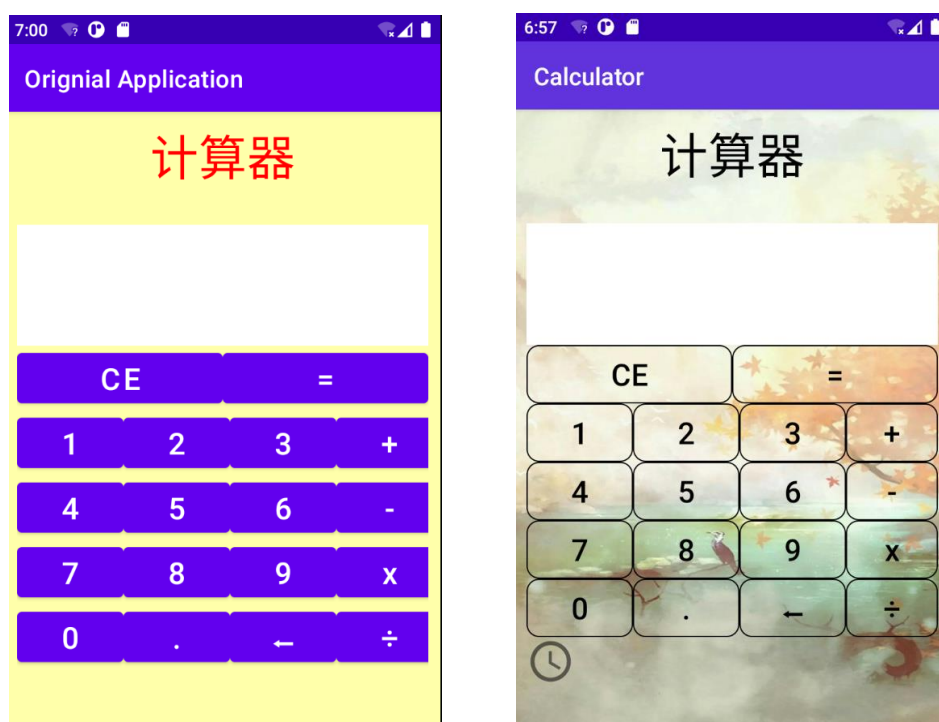 7:00
Orignial Application
计算器
CE =
1 2 3 +
4 5 6 -
7 8 9 x
0 . ← ÷
6:57
Calculator
计算器
CE =
1 2 3 +
4 5 6 -
7 8 9 x
0 . ← ÷